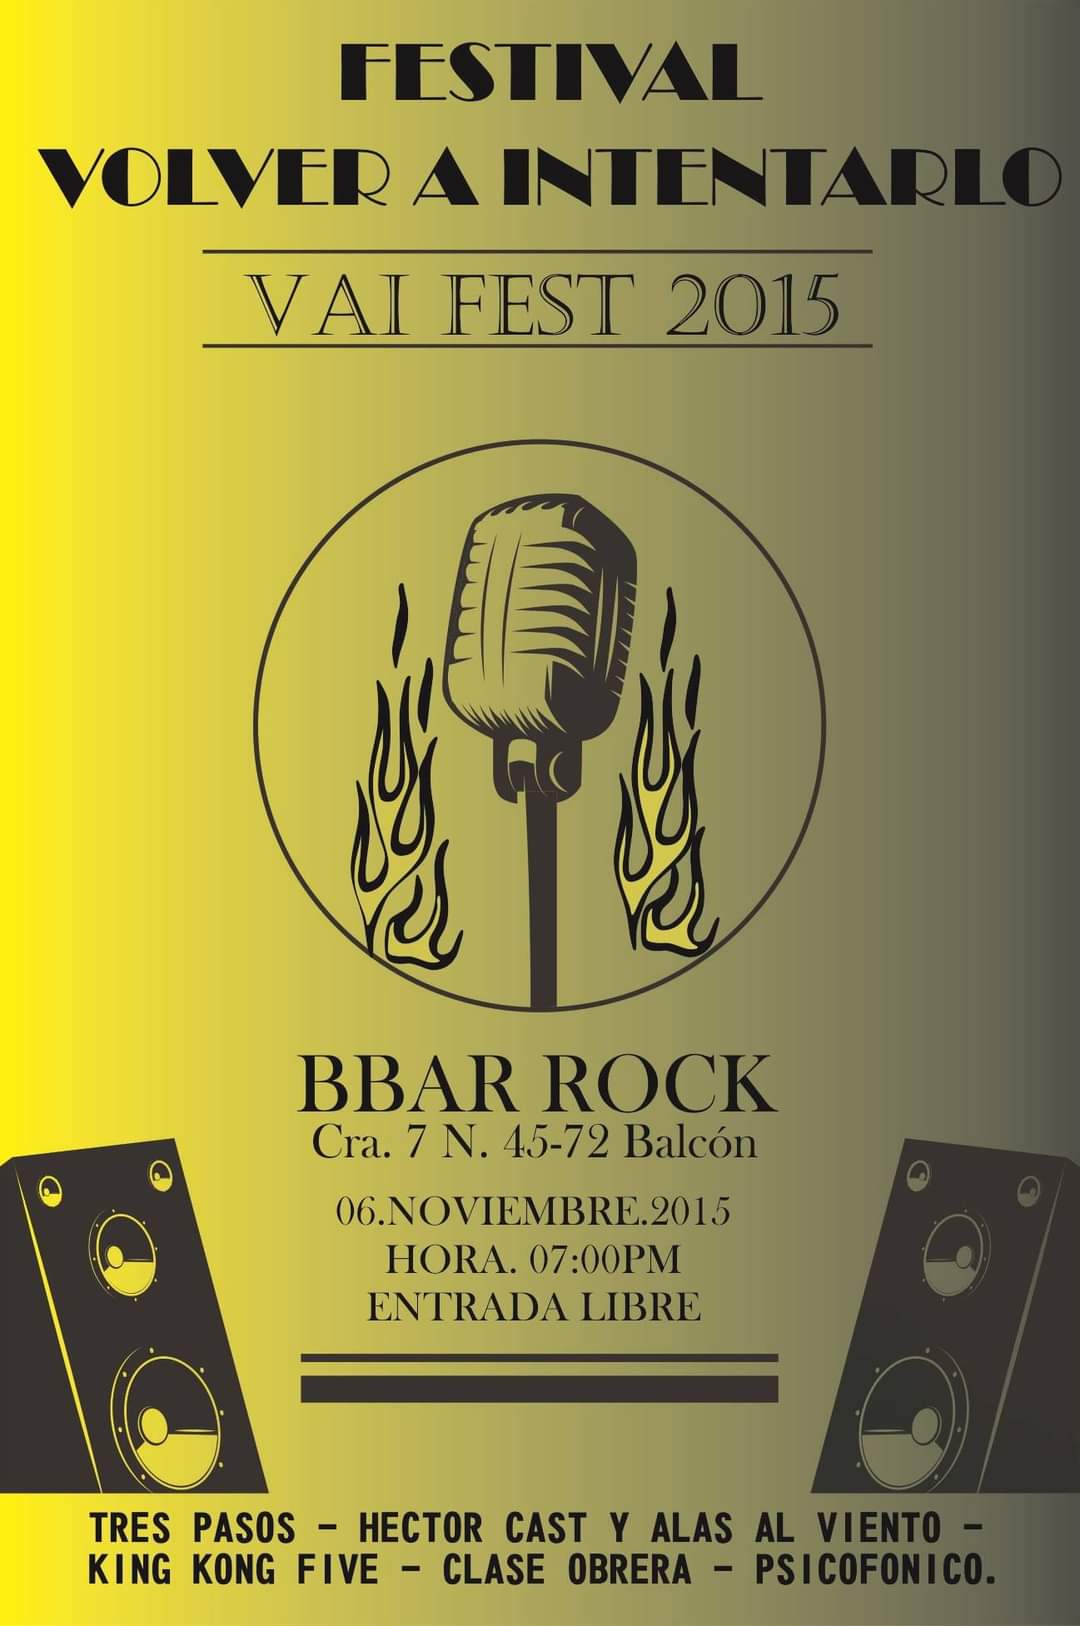 FESTIVAL
VOLVER A INTENTARLO
VAI FEST 2015
BBAR ROCK
Cra. 7 N. 45-72 Balcón
06.NOVIEMBRE.2015
HORA. 07:00PM
ENTRADA LIBRE
TRES PASOS - HECTOR CAST Y ALAS AL VIENTO -
KING KONG FIVE - CLASE OBRERA - PSICOFONICO.